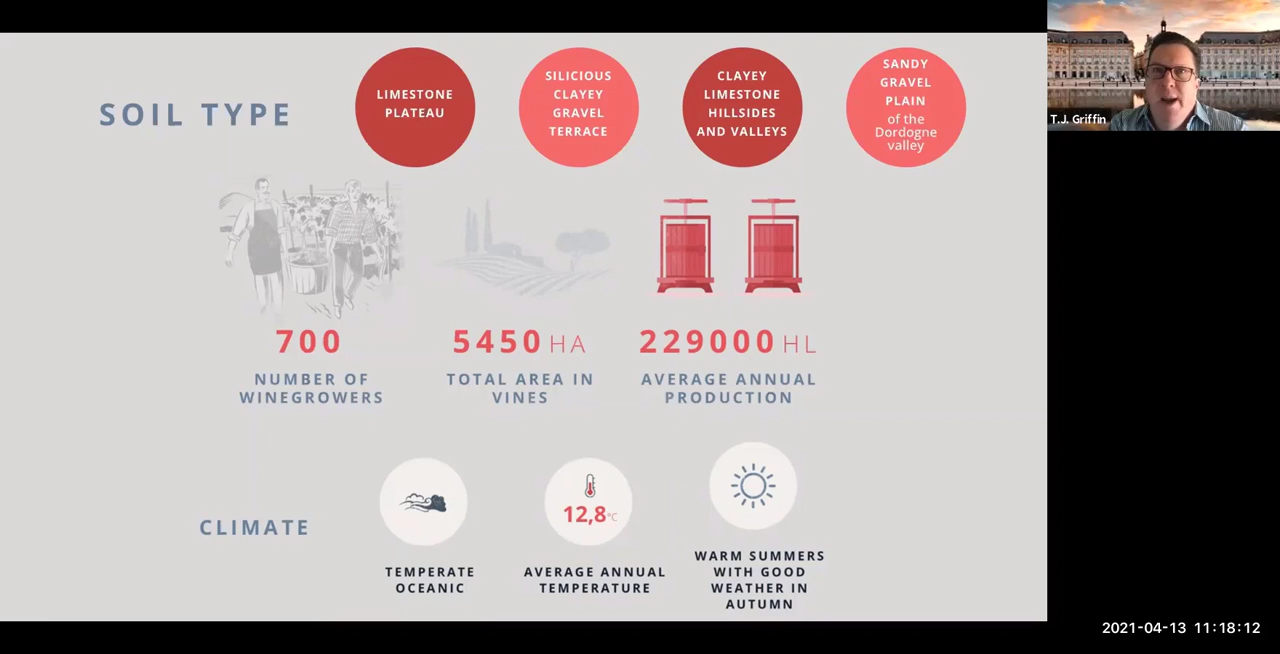 SOIL TYPE
LIMESTONE
PLATEAU
SILICIOUS
CLAYEY
GRAVEL
TERRACE
CLAYEY
LIMESTONE
HILLSIDES
AND VALLEYS
SANDY
GRAVEL
PLAIN
of the
Dordogne
valley
T.J. Griffin
700
NUMBER OF
WINEGROWERS
5450 HA
TOTAL AREA IN
VINES
229000 HL
AVERAGE ANNUAL
PRODUCTION
CLIMATE
TEMPERATE
OCEANIC
12,8°C
AVERAGE ANNUAL
TEMPERATURE
WARM SUMMERS
WITH GOOD
WEATHER IN
AUTUMN
2021-04-13 11:18:12